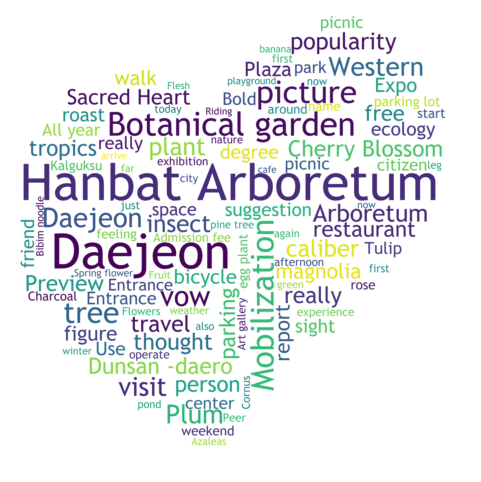 picnic
banana
first
popularity
Plaza
park
Western
walk
Flesh
playground
now
Sacred Heart
today
Riding
Bold
picture
Expo
parking lot
roast
around
name
free
start
All year
really
Botanical garden
nature
ecology
tropics
plant
degree
Cherry Blossom
Kalguksu
arrive
exhibition
cafe
picnic
citizen
leg
far
city
Hanbat Arboretum
friend
Bibim noodle
Daejeon
just
space
insect
pine tree
suggestion
Arboretum
now
feeling
Admission fee
again
restaurant
Daejeon
egg plant
Mobilization
afternoon
caliber
Tulip
Preview
Spring flower
Fruit
bicycle
green
magnolia
first
Charcoal
Entrance
Entrance
vow
parking
Art gallery
really
rose
tree
Flowers
weather
experience
figure
travel
report
sight
Use
also
thought
winter
operate
Dunsan -daero
visit
person
Cornus
pond
center
Plum
Peer
weekend
Azaleas